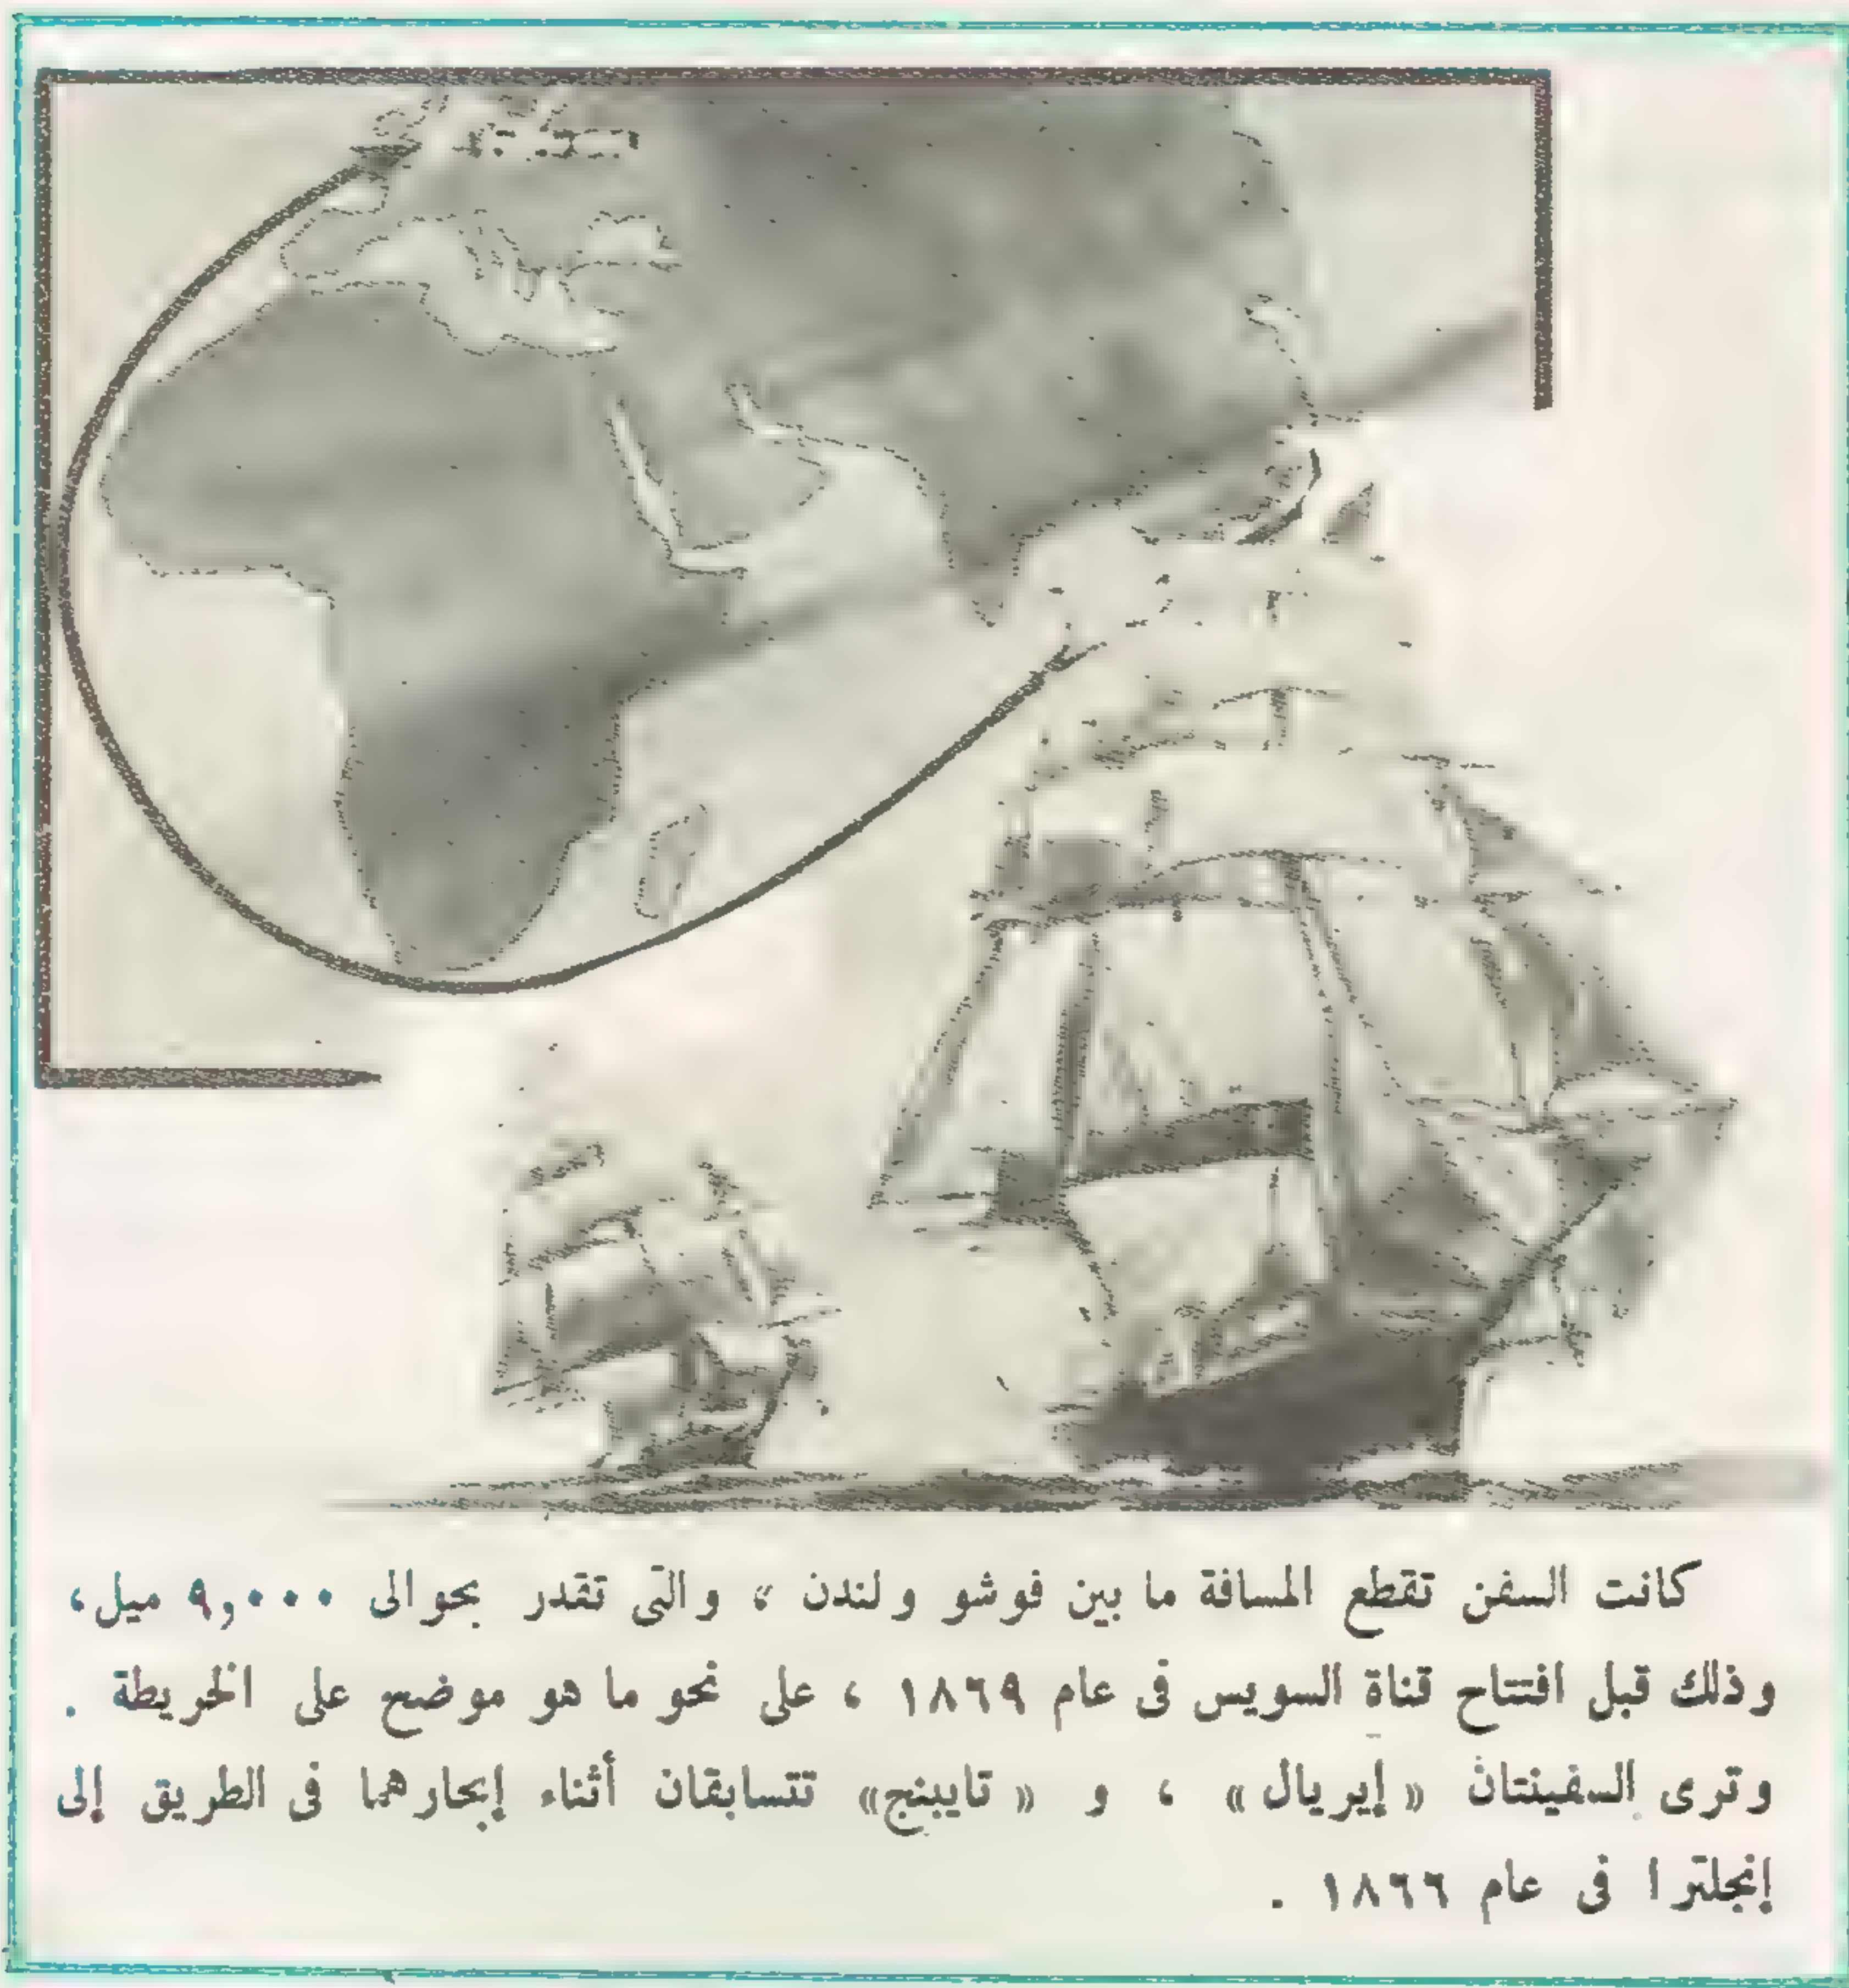 كانت السفن تقطع المسافة ما بين فوشو ولندن ، والتى تقدر بحوالى ٩,٠٠٠ ميل،
وذلك قبل افتتاح قناة السويس فى عام ١٨٦٩ ، على نحو ما هو موضح على الخريطة .
وترى السفينتان « إيريال » ، و « تايبنج» تتسابقان أثناء إبحارهما فى الطريق إلى
إنجلترا فى عام ١٨٦٦ .